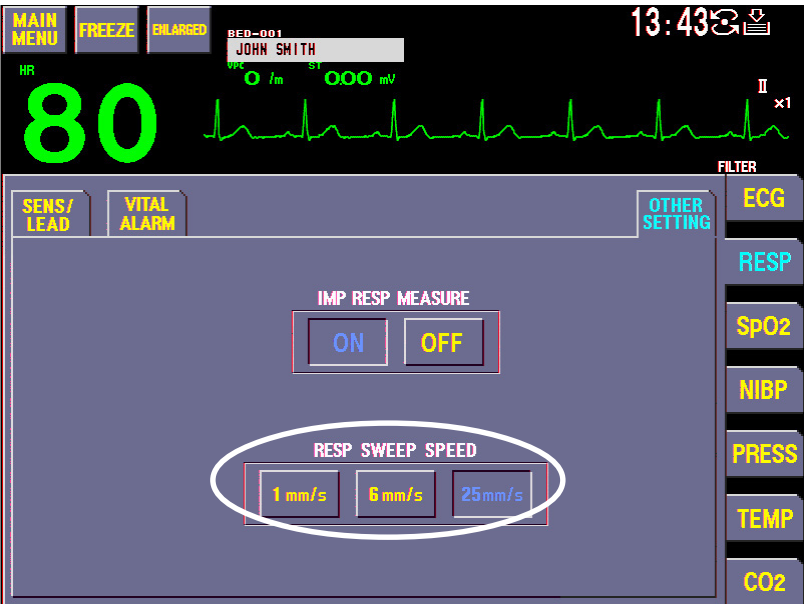 MAIN MENU
FREEZE
ENLARGED
BED-001
JOHN SMITH
13:43
HR
80
VPC
0 /m
ST
0.00 mV
II
×1
FILTER
SENS/
LEAD
VITAL
ALARM
OTHER
SETTING
ECG
RESP
SpO2
NIBP
PRESS
TEMP
CO2
IMP RESP MEASURE
ON OFF
RESP SWEEP SPEED
1 mm/s 6 mm/s 25mm/s